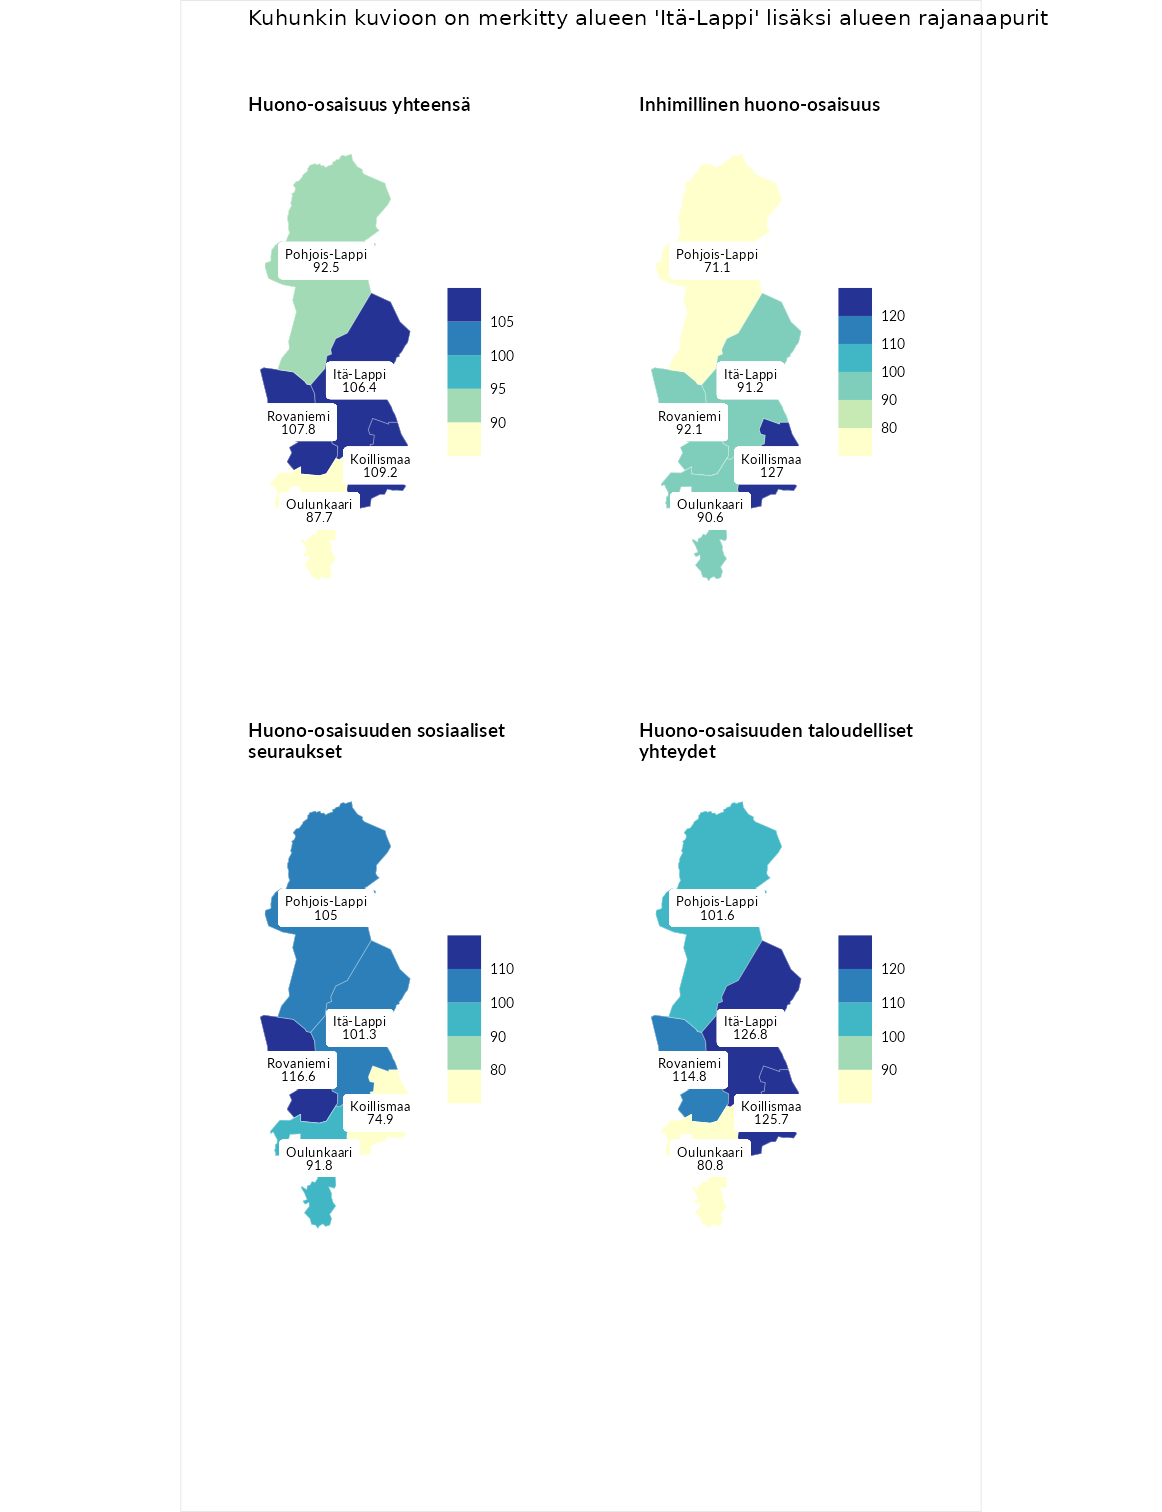 Kuhunkin kuvioon on merkitty alueen 'Itä-Lappi' lisäksi alueen rajanaapurit
Huono-osaisuus yhteensä
Pohjois-Lappi
92.5
Itä-Lappi
106.4
Rovaniemi
107.8
Koillismaa
109.2
Oulunkaari
87.7
105
100
95
90
Inhimillinen huono-osaisuus
Pohjois-Lappi
71.1
Itä-Lappi
91.2
Rovaniemi
92.1
Koillismaa
127
Oulunkaari
90.6
120
110
100
90
80
Huono-osaisuuden sosiaaliset
seuraukset
Pohjois-Lappi
105
Itä-Lappi
101.3
Rovaniemi
116.6
Koillismaa
74.9
Oulunkaari
91.8
110
100
90
80
Huono-osaisuuden taloudelliset
yhteydet
Pohjois-Lappi
101.6
Itä-Lappi
126.8
Rovaniemi
114.8
Koillismaa
125.7
Oulunkaari
80.8
120
110
100
90